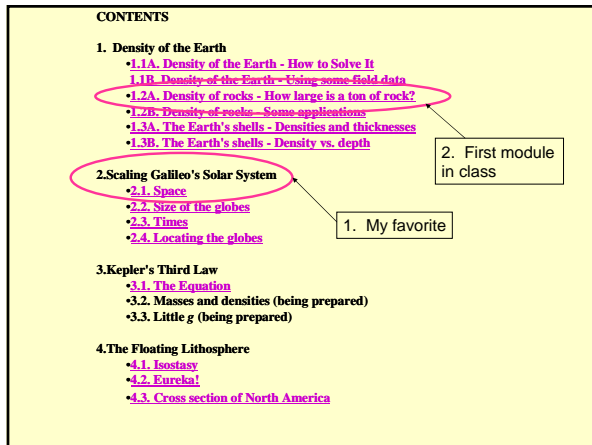 CONTENTS
1. Density of the Earth
•1.1A. Density of the Earth - How to Solve It
1.1B. Density of the Earth - Using some field data
•1.2A. Density of rocks - How large is a ton of rock?
•1.2B. Density of rocks - Some applications
•1.3A. The Earth's shells - Densities and thicknesses
•1.3B. The Earth's shells - Density vs. depth
2. First module
in class
2.Scaling Galileo's Solar System
•2.1. Space
•2.2. Size of the globes
•2.3. Times
•2.4. Locating the globes
1. My favorite
3.Kepler's Third Law
•3.1. The Equation
•3.2. Masses and densities (being prepared)
•3.3. Little g (being prepared)
4.The Floating Lithosphere
•4.1. Isostasy
•4.2. Eureka!
•4.3. Cross section of North America